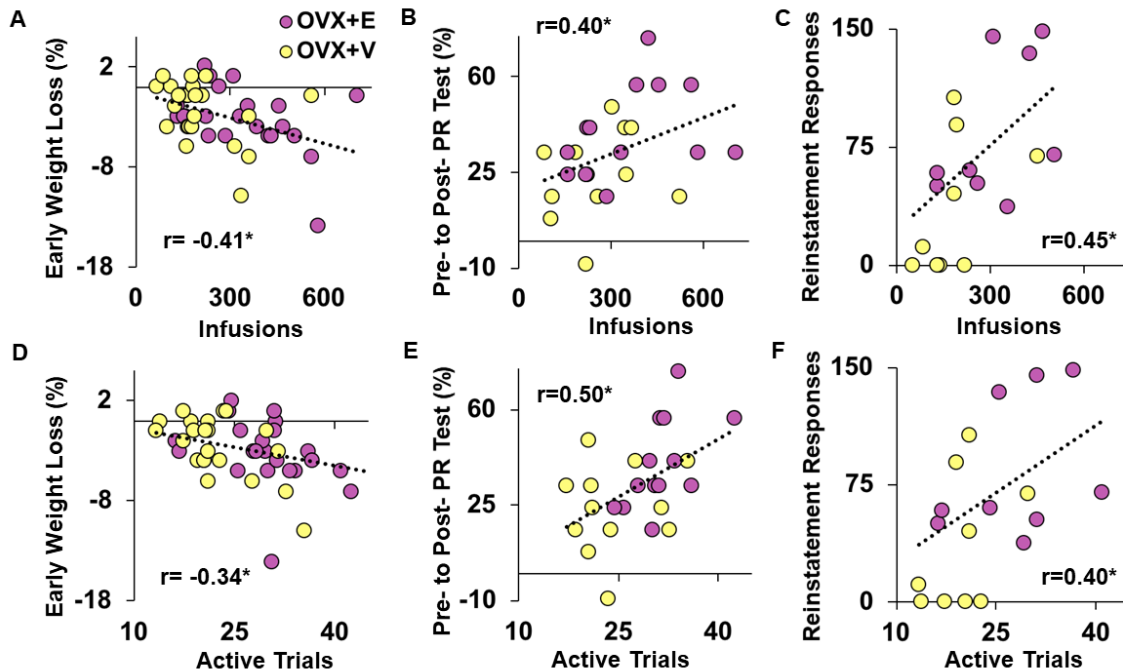 A
OVX+E
OVX+V
Early Weight Loss (%)
2
-8
-18
r= -0.41*
0
300
600
Infusions
B
r=0.40*
Pre- to Post- PR Test (%)
60
25
-10
0
300
600
Infusions
C
Reinstatement Responses
150
75
0
r=0.45*
0
300
600
Infusions
D
Early Weight Loss (%)
2
-8
-18
r= -0.34*
10
25
40
Active Trials
E
r=0.50*
Pre- to Post- PR Test (%)
60
25
-10
10
25
40
Active Trials
F
Reinstatement Responses
150
75
0
r=0.40*
10
25
40
Active Trials